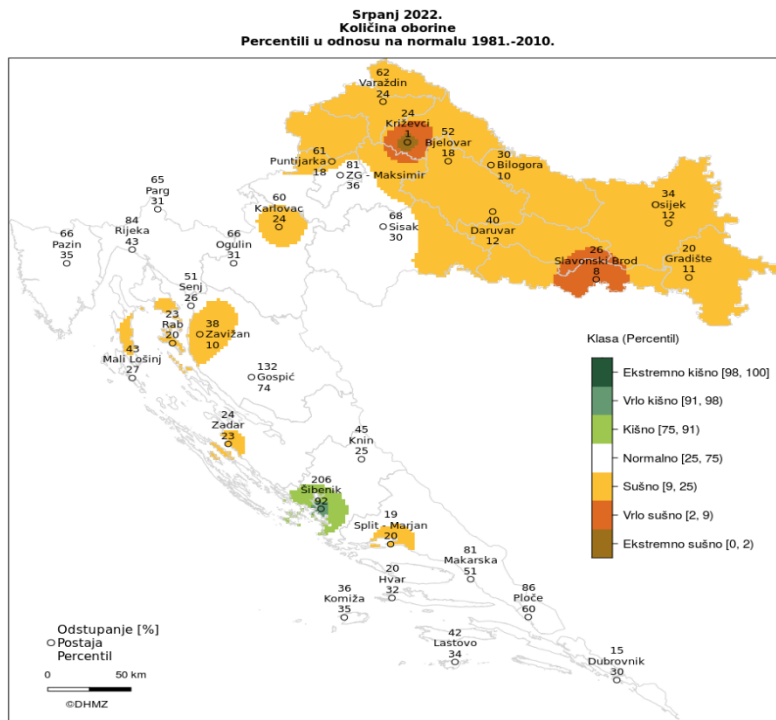 Srpanj 2022.
Količina oborine
Percentili u odnosu na normalu 1981.-2010.
62
Varaždin
24
24
Križevci
1
52
Bjelovar
18
30
Bilogora
10
61
Puntijarka
18
81
ZG - Maksimir
36
65
Parg
31
60
Karlovac
24
68
Sisak
30
40
Daruvar
12
34
Osijek
12
84
Rijeka
43
66
Pazin
35
66
Ogulin
31
26
Slavonski Brod
8
20
Gradište
11
51
Senj
26
23
Rab
20
38
Zavižan
10
43
Mali Lošinj
27
132
Gospić
74
24
Zadar
23
45
Knin
25
206
Šibenik
92
19
Split - Marjan
20
81
Makarska
51
20
Hvar
32
36
Komiža
35
86
Ploče
60
42
Lastovo
34
15
Dubrovnik
30
Klasa (Percentil)
Ekstremno kišno [98, 100]
Vrlo kišno [91, 98)
Kišno [75, 91)
Normalno [25, 75)
Sušno [9, 25)
Vrlo sušno [2, 9)
Ekstremno sušno [0, 2)
Odstupanje [%]
Postaja
Percentil
0 50 km
©DHMZ